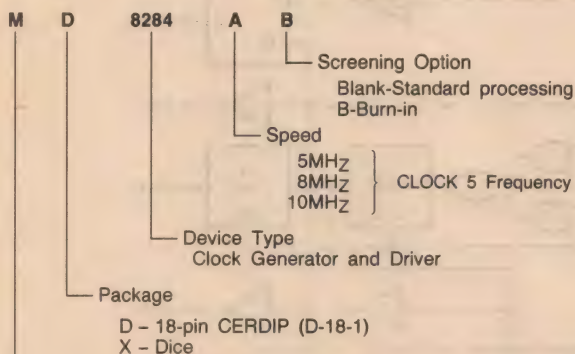 M D 8284 A B
Screening Option
Blank-Standard processing
B-Burn-in
Speed
5MHZ
8MHZ
10MHZ
CLOCK 5 Frequency
Device Type
Clock Generator and Driver
Package
D – 18-pin CERDIP (D-18-1)
X – Dice